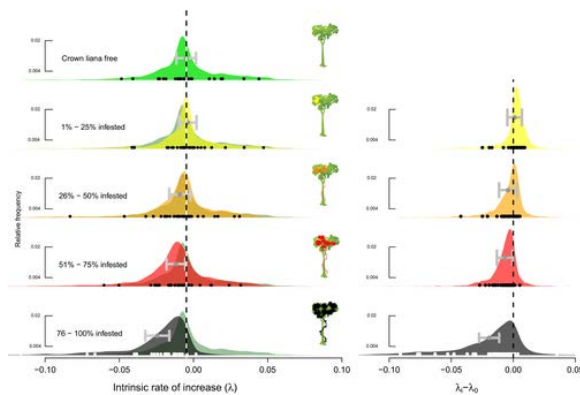 Crown liana free
0.02
0.004
1% – 25% infested
0.02
0.004
0.02
0.004
26% – 50% infested
0.02
0.004
0.02
0.004
51% – 75% infested
0.02
0.004
0.02
0.004
76 – 100% infested
0.02
0.004
0.02
0.004
Relative frequency
−0.10 −0.05 0.00 0.05 0.10
Intrinsic rate of increase (λ)
−0.10 −0.05 0.00 0.05
λᵢ−λ₀